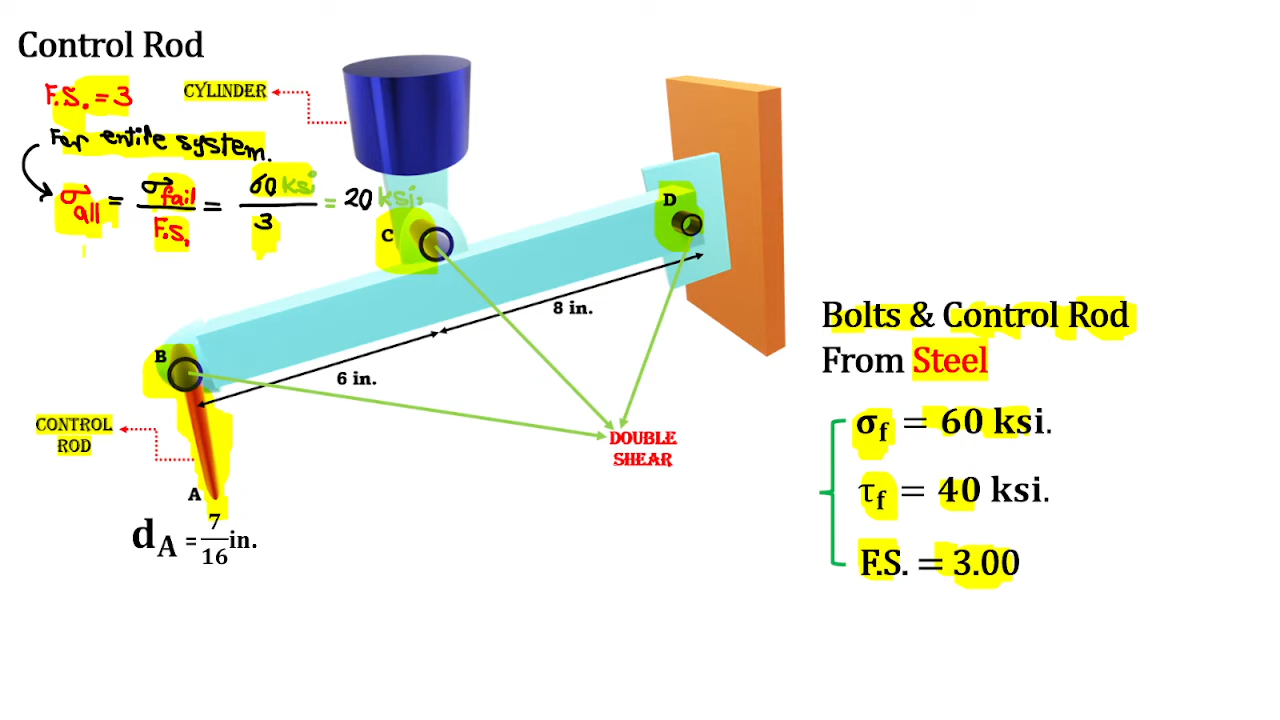 Control Rod
F.S. = 3
For entile system.
σall = σfail / F.S. = 60 ksi / 3 = 20 ksi.
CYLINDER
C
D
8 in.
B
6 in.
CONTROL
ROD
A
dA = 7/16 in.
DOUBLE
SHEAR
Bolts & Control Rod
From Steel
σf = 60 ksi.
τf = 40 ksi.
F.S. = 3.00